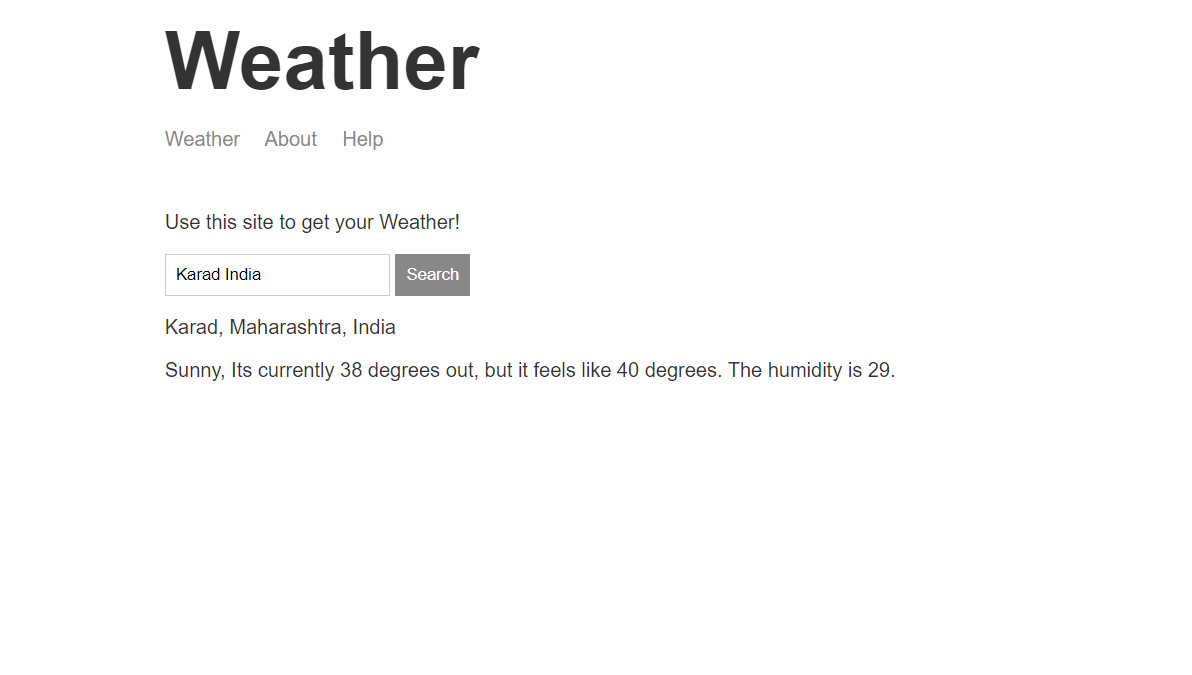 Weather
Weather About Help
Use this site to get your Weather!
Karad India Search
Karad, Maharashtra, India
Sunny, Its currently 38 degrees out, but it feels like 40 degrees. The humidity is 29.